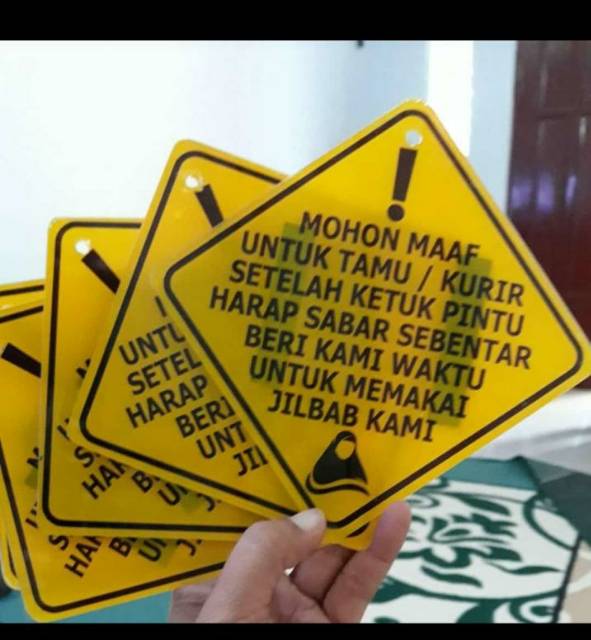 !
MOHON MAAF
UNTUK TAMU / KURIR
SETELAH KETUK PINTU
HARAP SABAR SEBENTAR
BERI KAMI WAKTU
UNTUK MEMAKAI
JILBAB KAMI